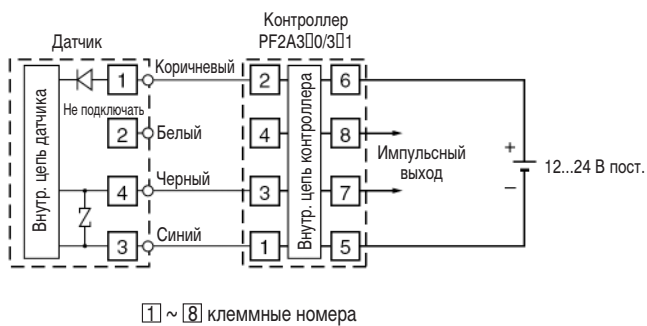 Контроллер
Датчик PF2A3▯0/3▯1
Внутр. цепь датчика
1 Коричневый 2 6
Не подключать
2 Белый 4 8
Внутр. цепь контроллера
Импульсный
выход
+
12...24 В пост.
–
4 Черный 3 7
3 Синий 1 5
1 ~ 8 клеммные номера